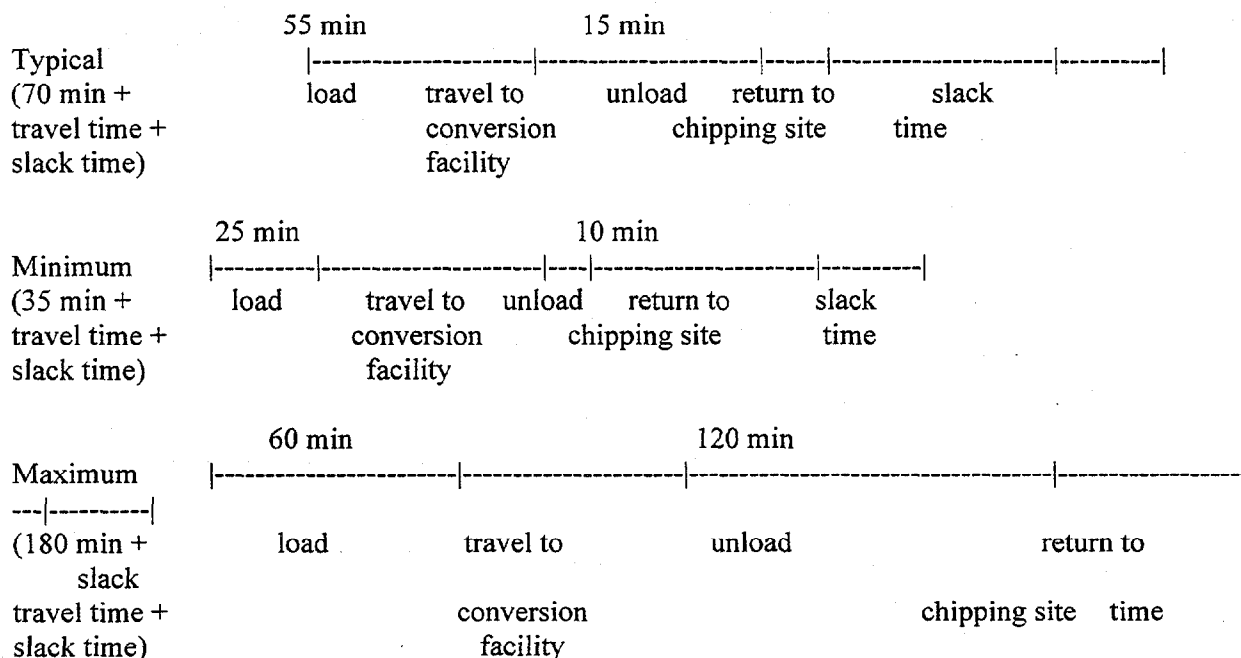 55 min 15 min
Typical |-----------------------|-----------------------|------|-----------------------|----------|
(70 min + load travel to unload return to slack
travel time + conversion chipping site time
slack time) facility
25 min 10 min
Minimum |----------|-----------------------|----|-----------------------|----------|
(35 min + load travel to unload return to slack
travel time + conversion chipping site time
slack time) facility
60 min 120 min
Maximum |-------------------------|-----------------------|--------------------------------------|-------------------
---|----------|
(180 min + load travel to unload return to
slack
travel time + conversion chipping site time
slack time) facility